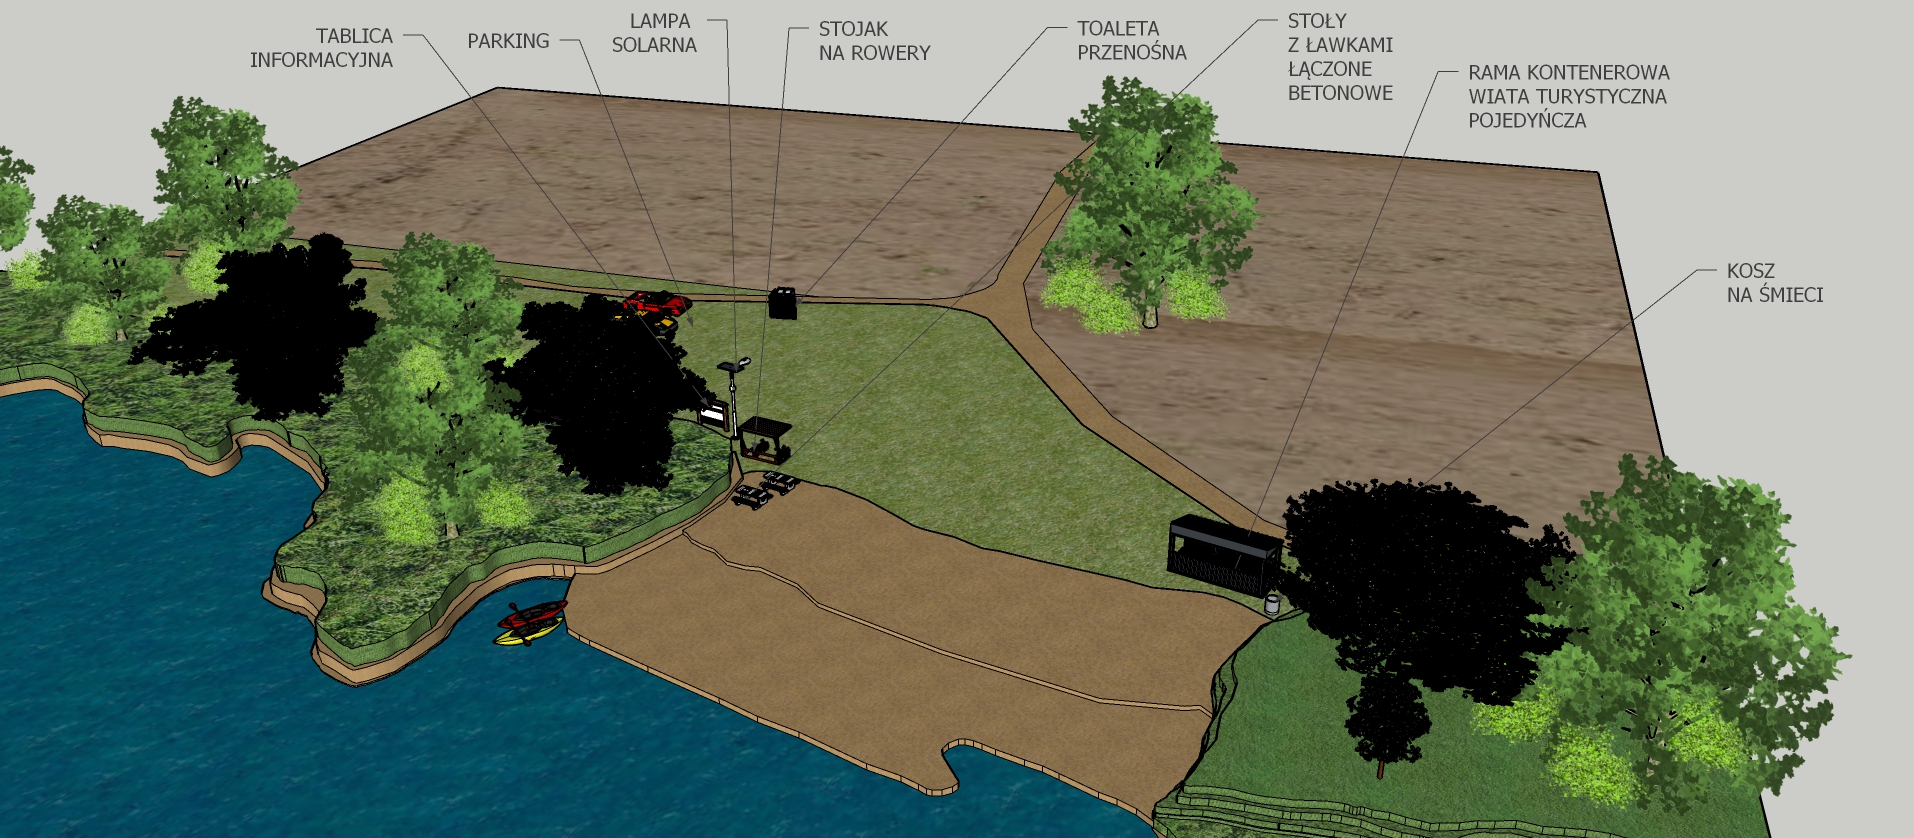 TABLICA
INFORMACYJNA
PARKING
LAMPA
SOLARNA
STOJAK
NA ROWERY
TOALETA
PRZENOŚNA
STOŁY
Z ŁAWKAMI
ŁĄCZONE
BETONOWE
RAMA KONTENEROWA
WIATA TURYSTYCZNA
POJEDYŃCZA
KOSZ
NA ŚMIECI